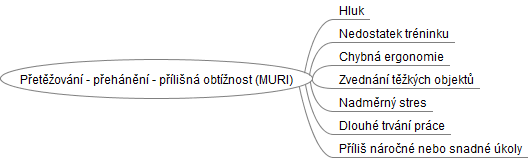 Hluk
Nedostatek tréninku
Chybná ergonomie
Přetěžování - přehánění - přílišná obtížnost (MURI)
Zvednání těžkých objektů
Nadměrný stres
Dlouhé trvání práce
Příliš náročné nebo snadné úkoly